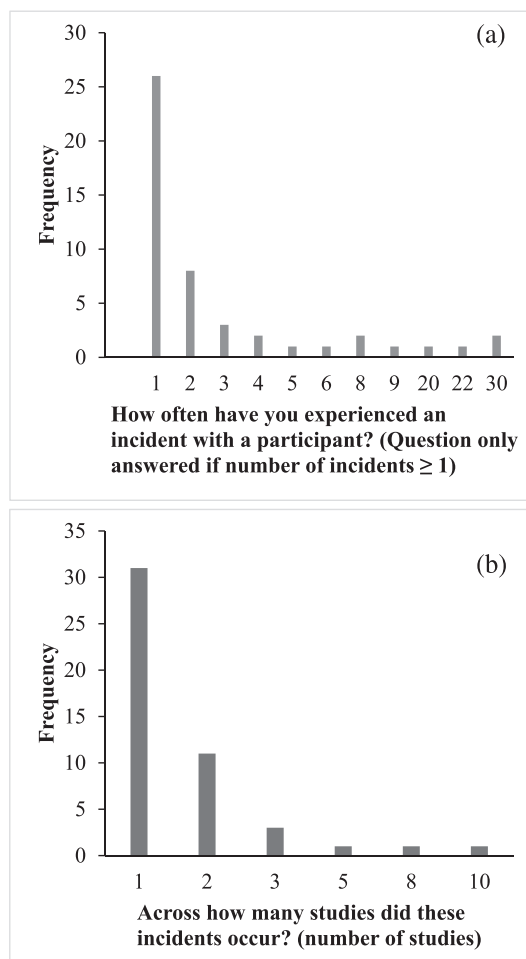 (a)
30
25
20
15
10
5
0
Frequency
1 2 3 4 5 6 8 9 20 22 30
How often have you experienced an
incident with a participant? (Question only
answered if number of incidents ≥ 1)
(b)
35
30
25
20
15
10
5
0
Frequency
1 2 3 5 8 10
Across how many studies did these
incidents occur? (number of studies)